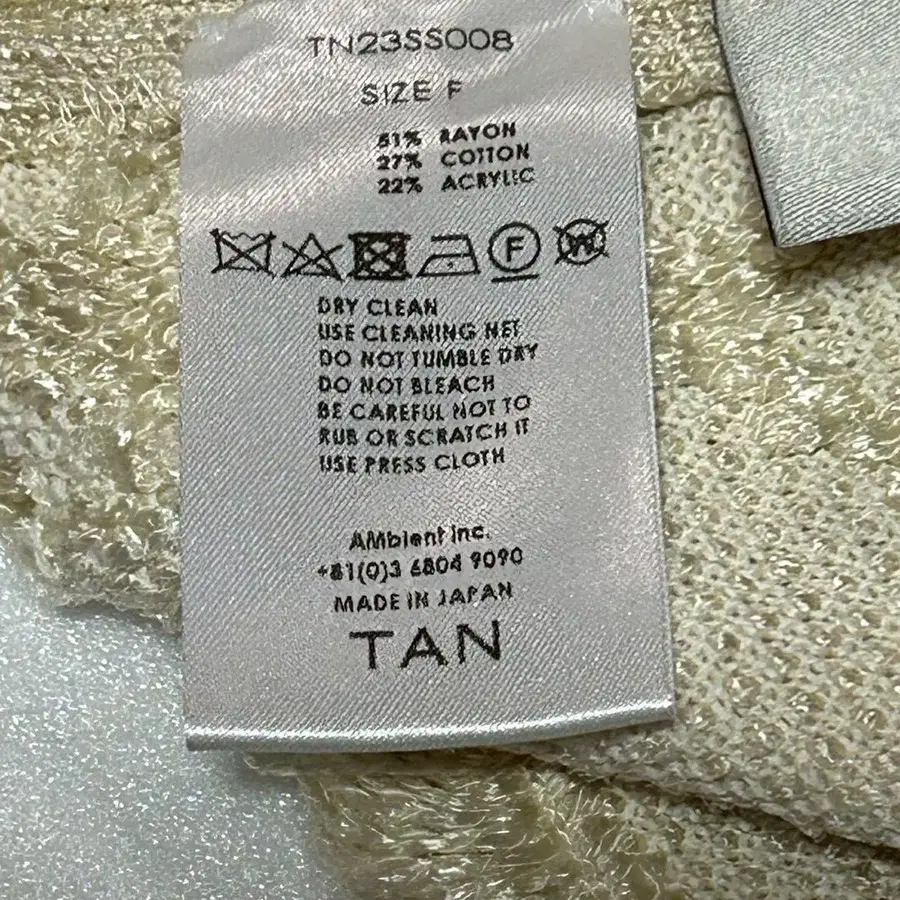 TN23SS008
SIZE F
51% RAYON
27% COTTON
22% ACRYLIC
F W
DRY CLEAN
USE CLEANING NET
DO NOT TUMBLE DRY
DO NOT BLEACH
BE CAREFUL NOT TO
RUB OR SCRATCH IT
USE PRESS CLOTH
AMbient inc.
+81(0)3 6804 9090
MADE IN JAPAN
TAN